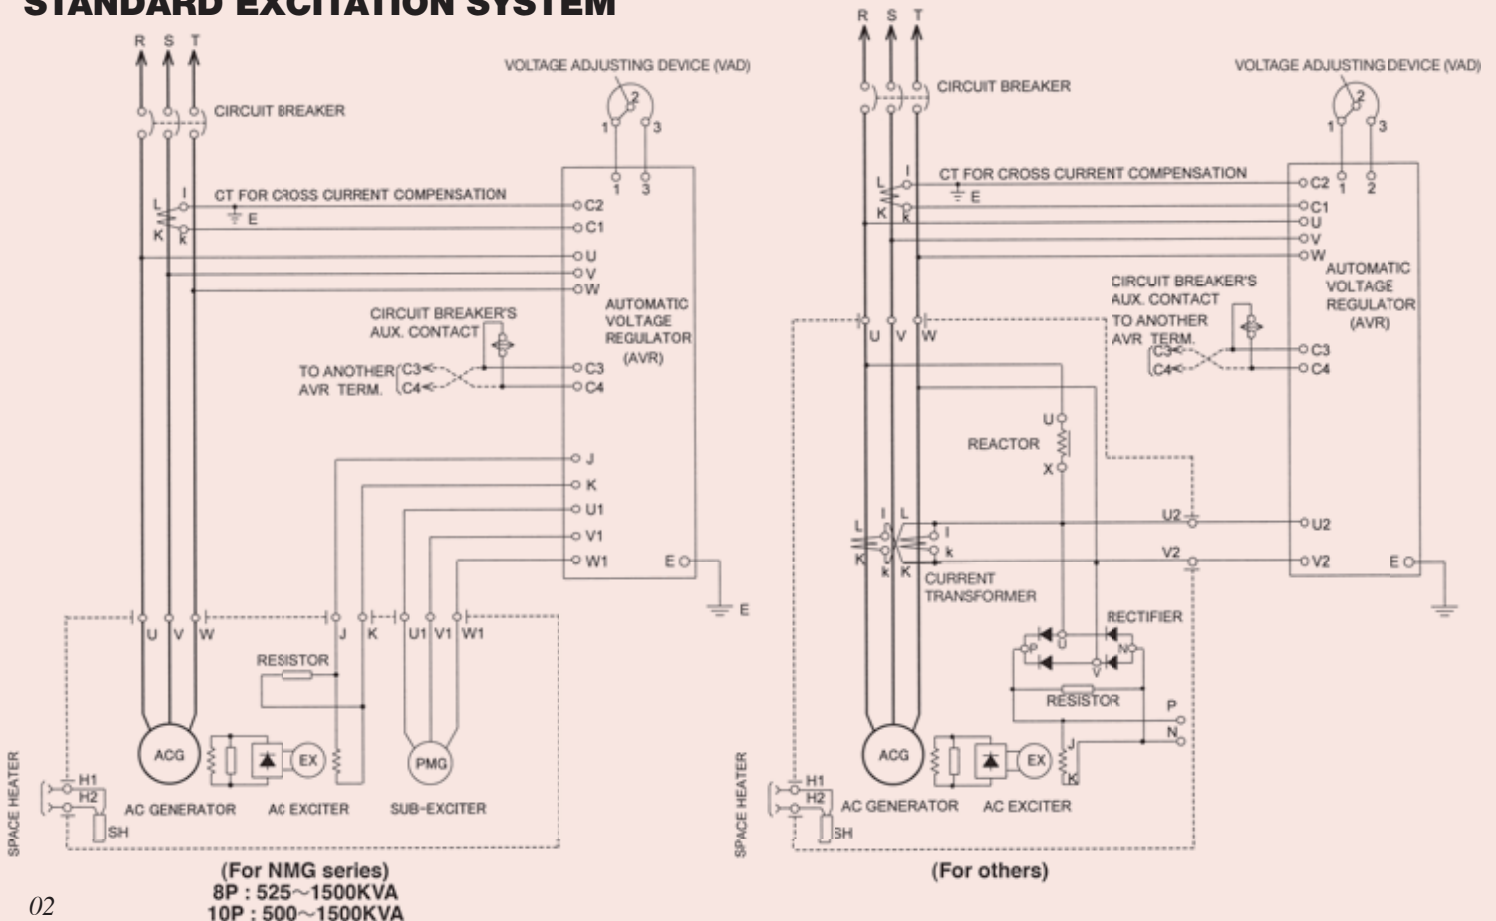 STANDARD EXCITATION SYSTEM
R S T
CIRCUIT BREAKER
VOLTAGE ADJUSTING DEVICE (VAD)
2
1 3
1 3
L l
CT FOR CROSS CURRENT COMPENSATION
E
K k
C2
C1
U
V
W
AUTOMATIC
VOLTAGE
REGULATOR
(AVR)
CIRCUIT BREAKER'S
AUX. CONTACT
TO ANOTHER
AVR TERM.
C3
C4
C3
C4
J
K
U1
V1
W1
E
E
U V W
J K U1 V1 W1
RESISTOR
ACG
EX
PMG
SPACE HEATER
H1
H2
SH
AC GENERATOR
AC EXCITER
SUB-EXCITER
(For NMG series)
8P : 525～1500KVA
10P : 500～1500KVA
02
R S T
CIRCUIT BREAKER
VOLTAGE ADJUSTING DEVICE (VAD)
2
1 3
1 2
L l
CT FOR CROSS CURRENT COMPENSATION
E
K k
C2
C1
U
V
W
AUTOMATIC
VOLTAGE
REGULATOR
(AVR)
CIRCUIT BREAKER'S
AUX. CONTACT
TO ANOTHER
AVR TERM.
C3
C4
C3
C4
U V W
U
REACTOR
X
L l L l
K k K k
CURRENT
TRANSFORMER
U2
V2
U2
V2
E
RECTIFIER
P U N
V
RESISTOR
P
N
J
K
ACG
EX
SPACE HEATER
H1
H2
SH
AC GENERATOR
AC EXCITER
(For others)